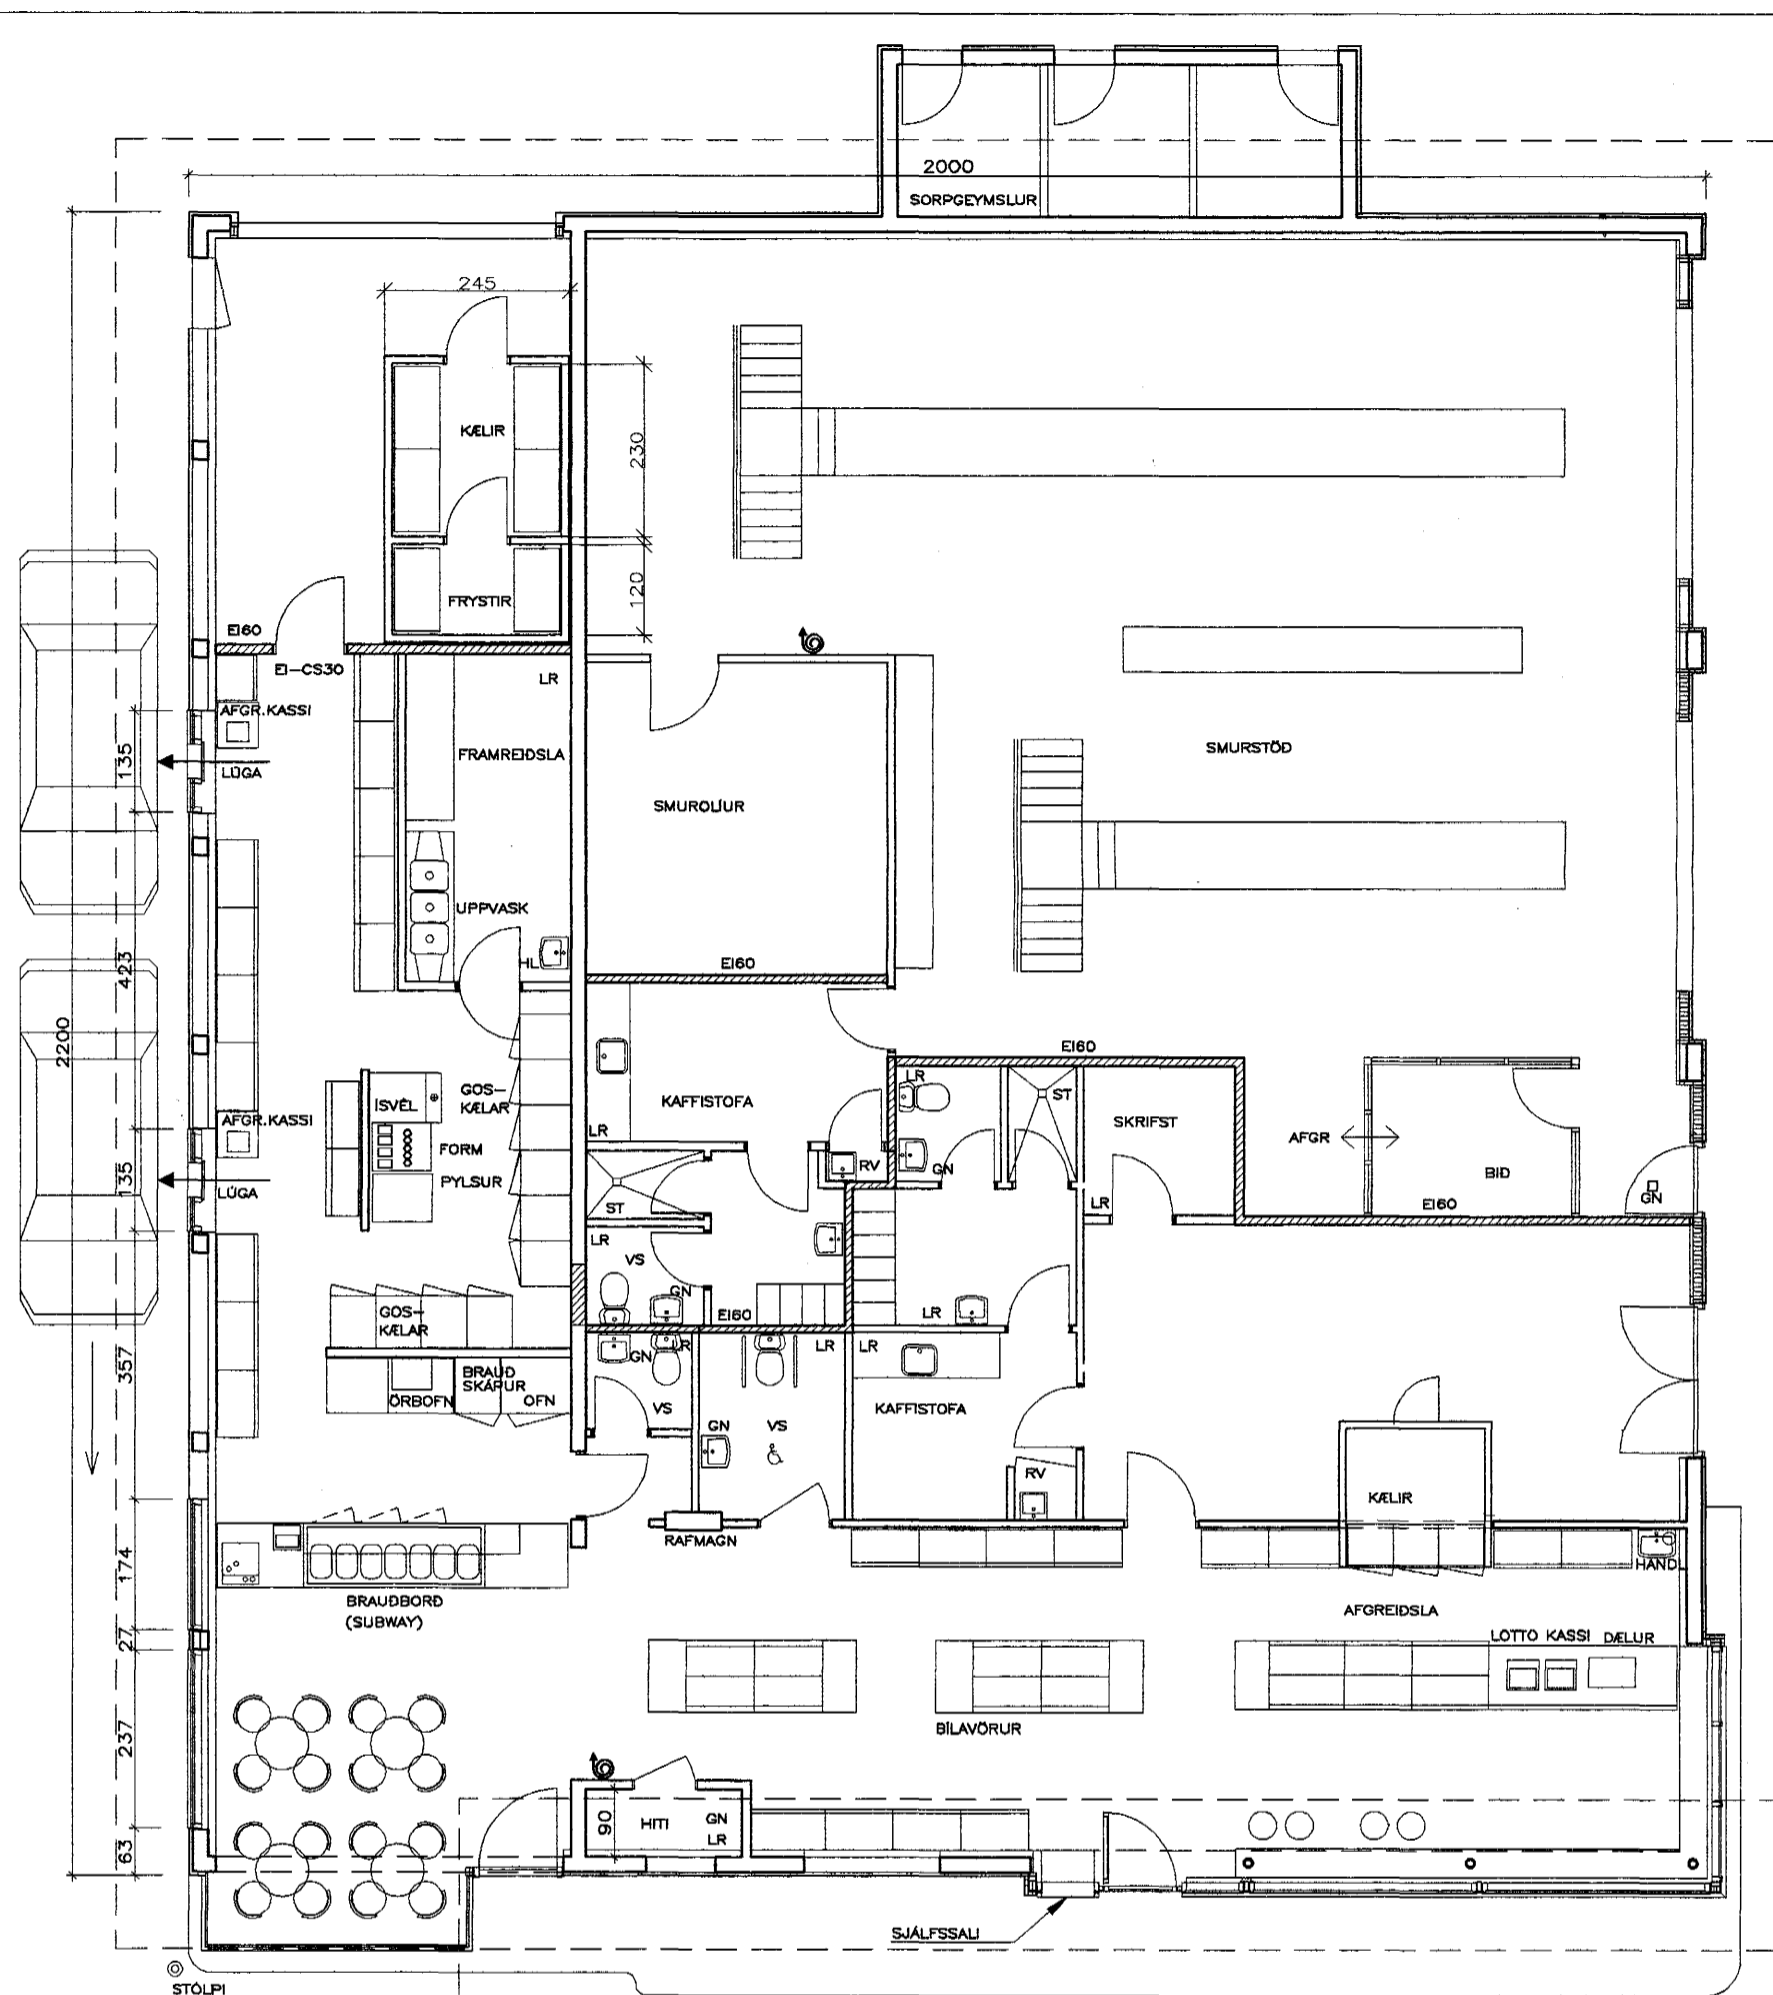 2000
SORPGEYMSLUR
245
KÆLIR
230
FRYSTIR
120
EI60
EI-CS30
LR
AFGR.KASSI
135
LÚGA
FRAMREIÐSLA
SMUROLÍUR
SMURSTÖÐ
UPPVASK
HL
EI60
423
2200
EI60
AFGR.KASSI
ÍSVÉL
GOS-
KÆLAR
FORM
PYLSUR
135
LÚGA
KAFFISTOFA
LR
RV
LR
GN
ST
SKRIFST
LR
AFGR
BIÐ
EI60
GN
ST
LR
VS
GN
EI60
LR
GOS-
KÆLAR
357
BRAUÐ
SKÁPUR
ÖRBOFN
OFN
GN
LR
VS
LR
GN
VS
LR
KAFFISTOFA
RV
KÆLIR
RAFMAGN
HANDL
174
BRAUÐBORÐ
(SUBWAY)
AFGREIÐSLA
27
LOTTO KASSI DÆLUR
237
BÍLAVÖRUR
63
90
HITI
GN
LR
SJÁLFSSALI
STÓLPI